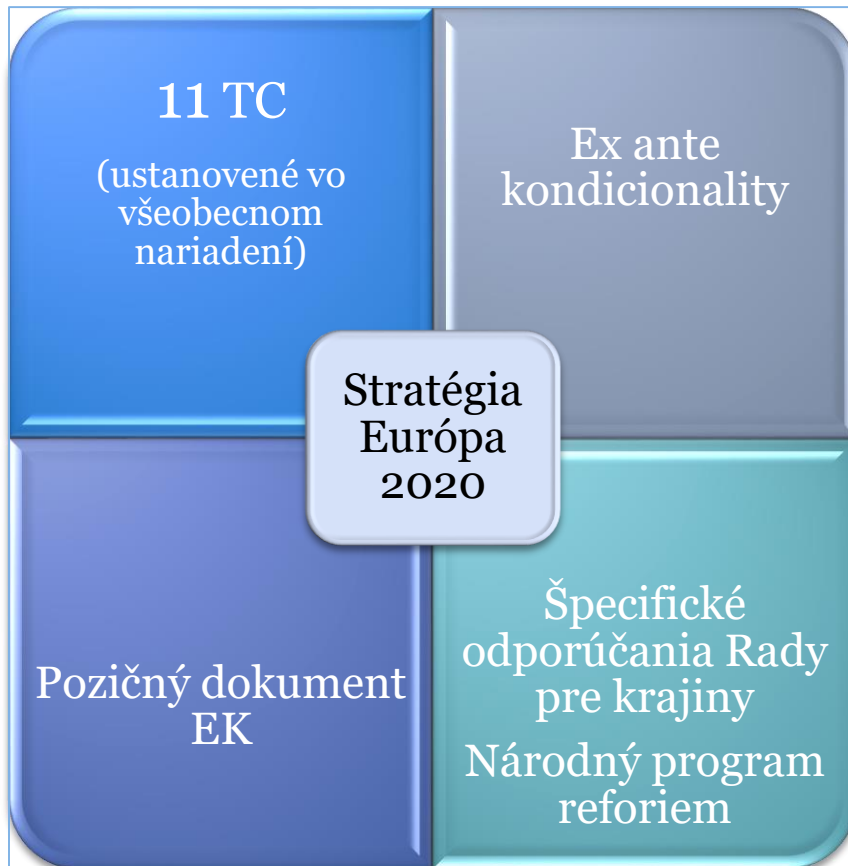 11 TC
(ustanovené vo
všeobecnom
nariadení)
Ex ante
kondicionality
Stratégia
Európa
2020
Pozičný dokument
EK
Špecifické
odporúčania Rady
pre krajiny
Národný program
reforiem